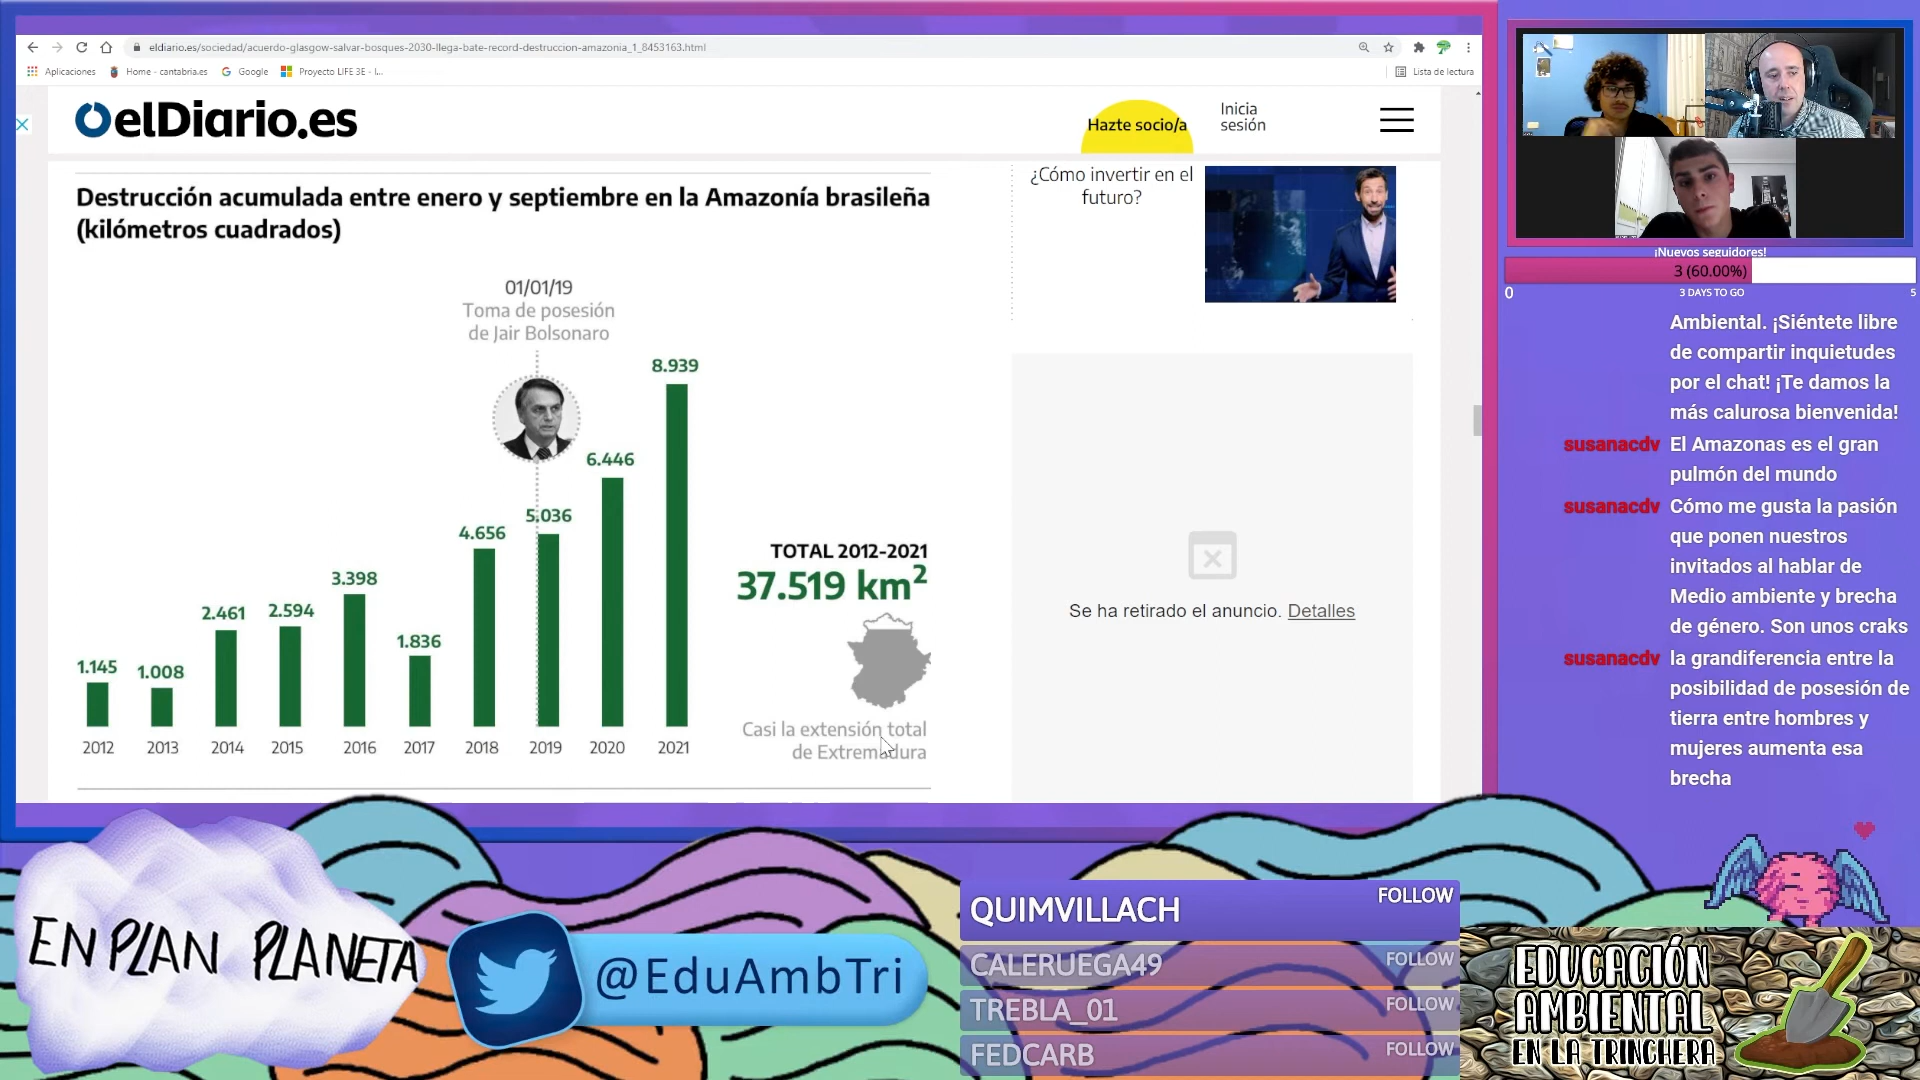 eldiario.es/sociedad/acuerdo-glasgow-salvar-bosques-2030-llega-bate-record-destruccion-amazonia_1_8453163.html
Aplicaciones
Home - cantabria.es
Google
Proyecto LIFE 3E - I...
Lista de lectura
elDiario.es
Hazte socio/a
Inicia
sesión
Destrucción acumulada entre enero y septiembre en la Amazonía brasileña
(kilómetros cuadrados)
01/01/19
Toma de posesión
de Jair Bolsonaro
1.145
1.008
2.461
2.594
3.398
1.836
4.656
5.036
6.446
8.939
2012
2013
2014
2015
2016
2017
2018
2019
2020
2021
TOTAL 2012-2021
37.519 km²
Casi la extensión total
de Extremadura
¿Cómo invertir en el
futuro?
Se ha retirado el anuncio. Detalles
¡Nuevos seguidores!
3 (60.00%)
0
3 DAYS TO GO
5
Ambiental. ¡Siéntete libre
de compartir inquietudes
por el chat! ¡Te damos la
más calurosa bienvenida!
susanacdv El Amazonas es el gran
pulmón del mundo
susanacdv Cómo me gusta la pasión
que ponen nuestros
invitados al hablar de
Medio ambiente y brecha
de género. Son unos craks
susanacdv la grandiferencia entre la
posibilidad de posesión de
tierra entre hombres y
mujeres aumenta esa
brecha
EN PLAN PLANETA
@EduAmbTri
QUIMVILLACH FOLLOW
CALERUEGA49 FOLLOW
TREBLA_01 FOLLOW
FEDCARB FOLLOW
EDUCACIÓN
AMBIENTAL
EN LA TRINCHERA